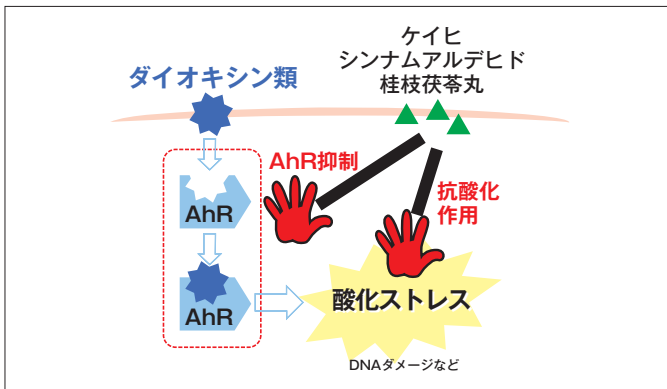 ケイヒ
シンナムアルデヒド
桂枝茯苓丸
ダイオキシン類
AhR抑制
AhR
抗酸化
作用
AhR
酸化ストレス
DNAダメージなど